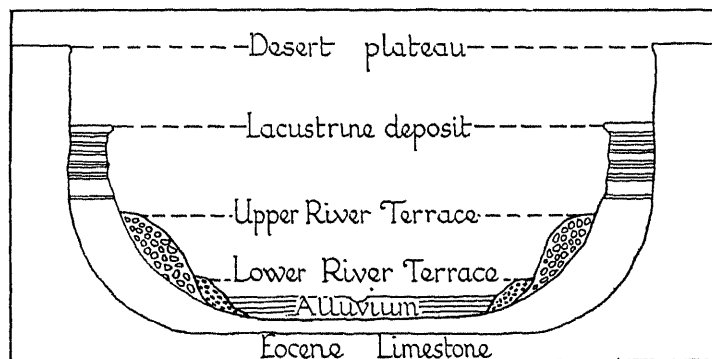 Desert plateau
Lacustrine deposit
Upper River Terrace
Lower River Terrace
Alluvium
Eocene Limestone